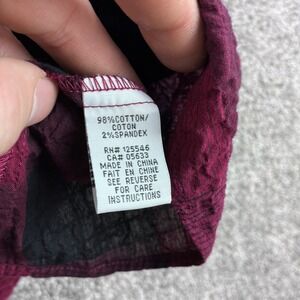 98%COTTON/
COTON
2%SPANDEX
RN# 125546
CA# 05633
MADE IN CHINA
FAIT EN CHINE
SEE REVERSE
FOR CARE
INSTRUCTIONS